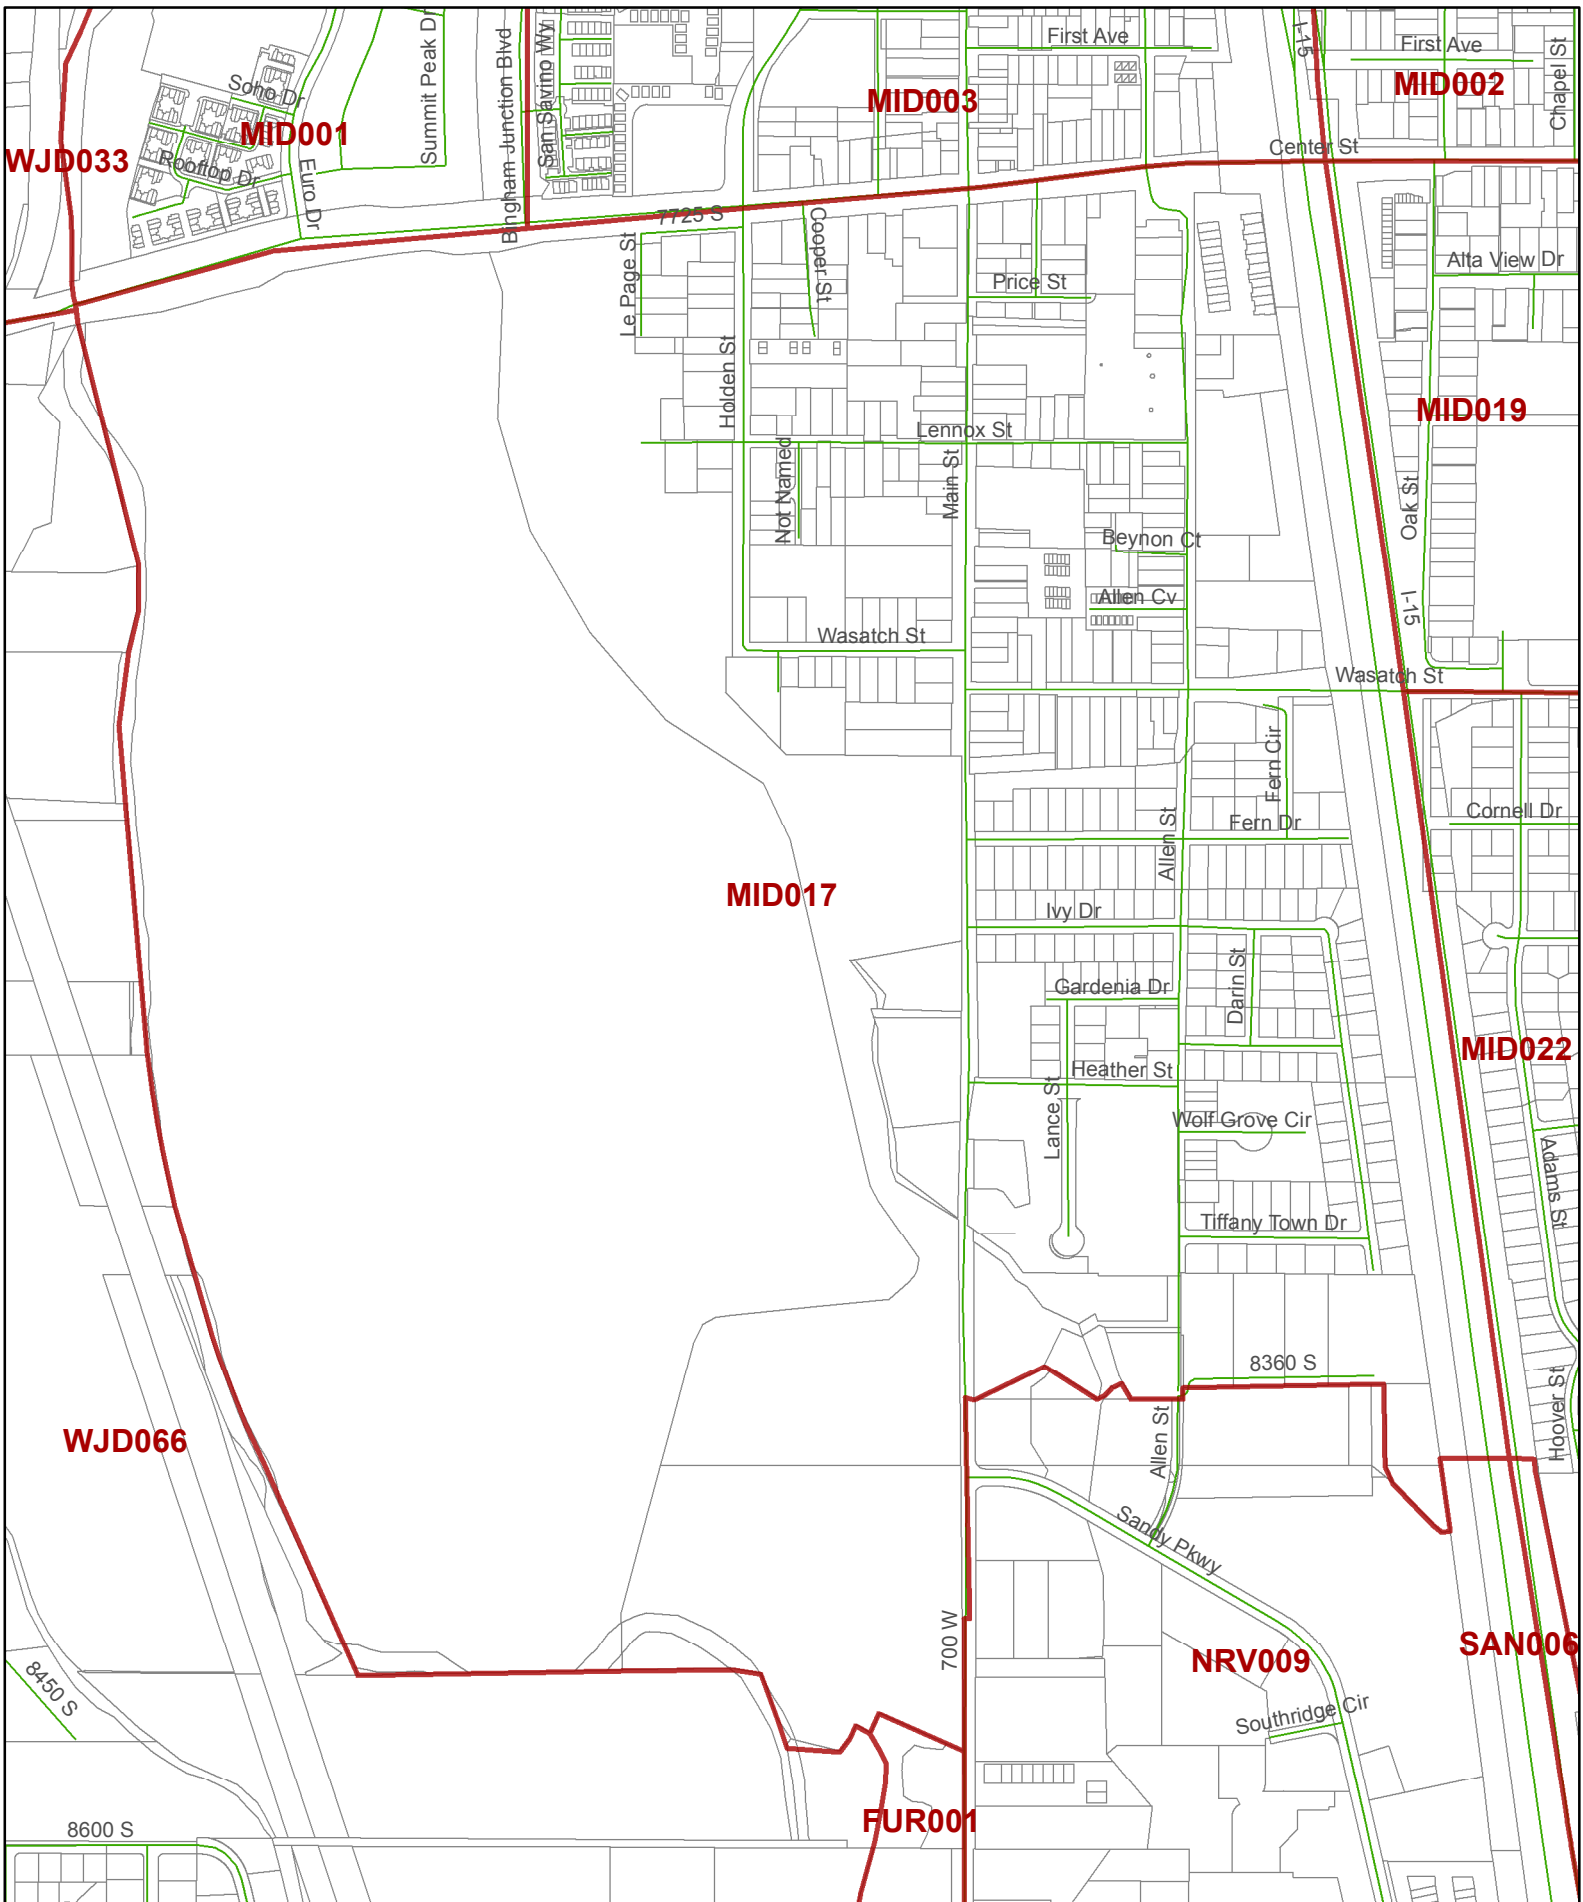 First Ave
I-15
First Ave
Chapel St
Summit Peak Dr
Bingham Junction Blvd
San Savino Wy
Soho Dr
MID003
MID002
MID001
Center St
WJD033
Rooftop Dr
Euro Dr
7725 S
Cooper St
Le Page St
Alta View Dr
Price St
Holden St
MID019
Lennox St
Main St
Not Named
Oak St
Beynon Ct
Allen Cv
I-15
Wasatch St
Wasatch St
Fern Cir
Cornell Dr
Fern Dr
Allen St
MID017
Ivy Dr
Darin St
Gardenia Dr
MID022
Heather St
Lance St
Wolf Grove Cir
Adams St
Tiffany Town Dr
8360 S
Hoover St
WJD066
Allen St
Sandy Pkwy
700 W
SAN006
NRV009
8450 S
Southridge Cir
FUR001
8600 S